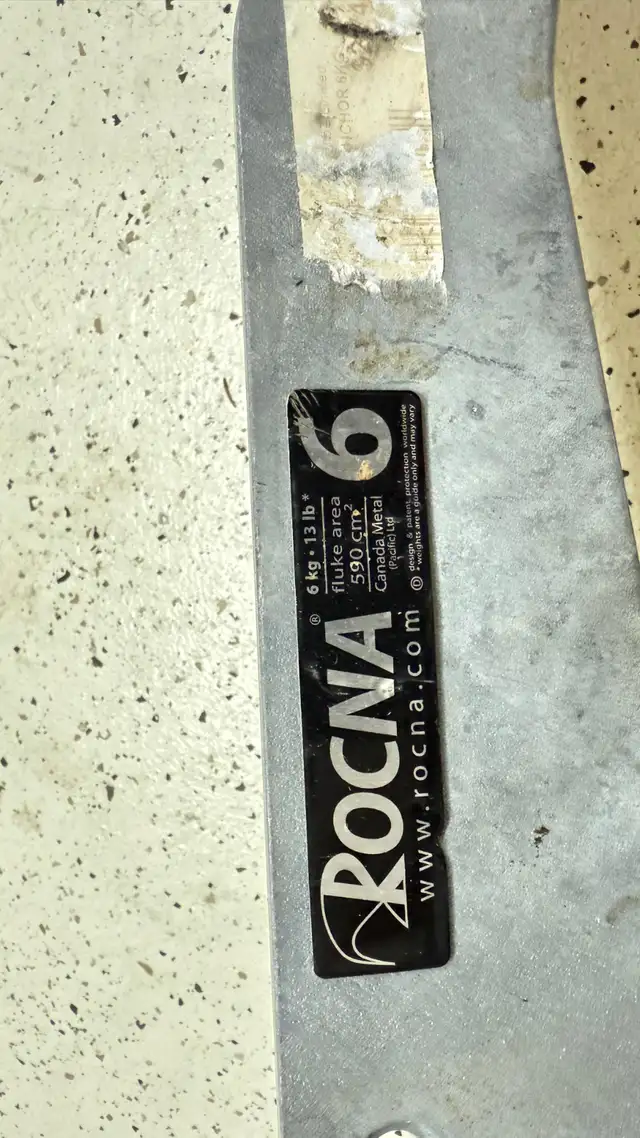 ROCNA®
www.rocna.com
6 kg • 13 lb *
fluke area
590 cm²
Canada Metal
(Pacific) Ltd
6
Ⓓ design & patent protection worldwide
* weights are a guide only and may vary